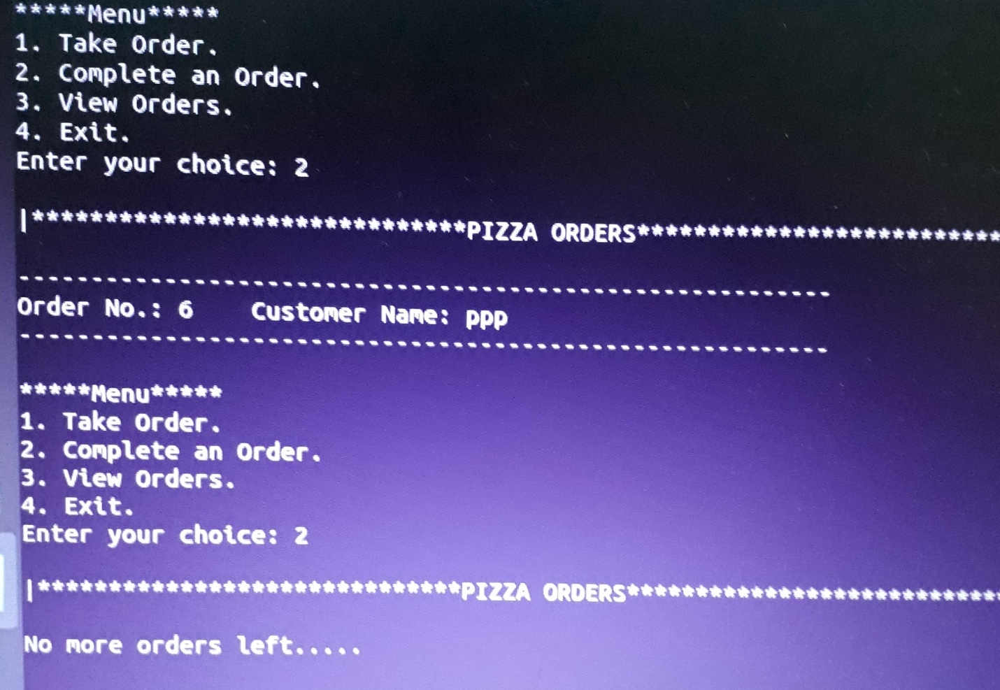 *****Menu*****
1. Take Order.
2. Complete an Order.
3. View Orders.
4. Exit.
Enter your choice: 2
|******************************PIZZA ORDERS*************************
--------------------------------------------------------
Order No.: 6    Customer Name: ppp
--------------------------------------------------------
*****Menu*****
1. Take Order.
2. Complete an Order.
3. View Orders.
4. Exit.
Enter your choice: 2
|******************************PIZZA ORDERS***************************
No more orders left.....